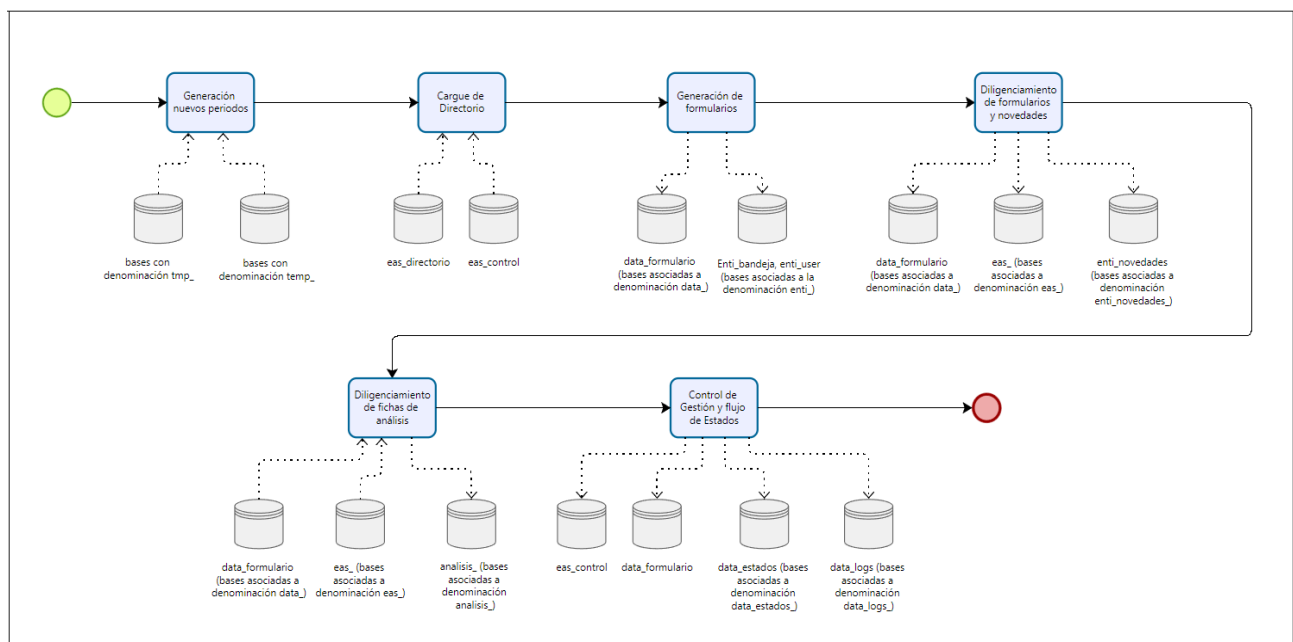 Generación
nuevos periodos
Cargue de
Directorio
Generación de
formularios
Diligenciamiento
de formularios
y novedades
bases con
denominación tmp_
bases con
denominación temp_
eas_directorio
eas_control
data_formulario
(bases asociadas a
denominación data_)
Enti_bandeja, enti_user
(bases asociadas a la
denominación enti_)
data_formulario
(bases asociadas a
denominación data_)
eas_ (bases
asociadas a
denominación eas_)
enti_novedades
(bases asociadas a
denominación
enti_novedades_)
Diligenciamiento
de fichas de
análisis
Control de
Gestión y flujo
de Estados
data_formulario
(bases asociadas a
denominación data_)
eas_ (bases
asociadas a
denominación eas_)
analisis_ (bases
asociadas a
denominación
analisis_)
eas_control
data_formulario
data_estados (bases
asociadas a
denominación
data_estados_)
data_logs (bases
asociadas a
denominación
data_logs_)